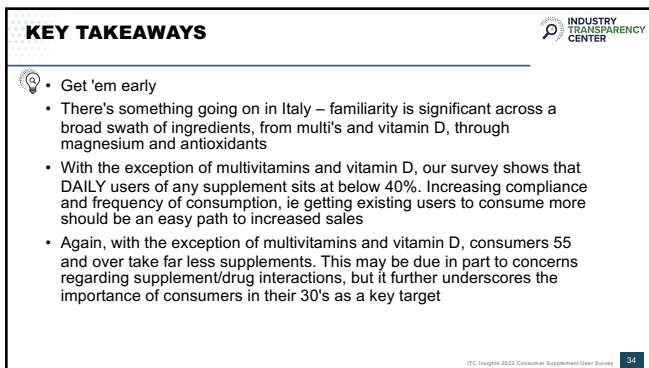 KEY TAKEAWAYS
INDUSTRY
TRANSPARENCY
CENTER
• Get 'em early
• There's something going on in Italy – familiarity is significant across a
broad swath of ingredients, from multi's and vitamin D, through
magnesium and antioxidants
• With the exception of multivitamins and vitamin D, our survey shows that
DAILY users of any supplement sits at below 40%. Increasing compliance
and frequency of consumption, ie getting existing users to consume more
should be an easy path to increased sales
• Again, with the exception of multivitamins and vitamin D, consumers 55
and over take far less supplements. This may be due in part to concerns
regarding supplement/drug interactions, but it further underscores the
importance of consumers in their 30's as a key target
ITC Insights 2022 Consumer Supplement User Survey
34